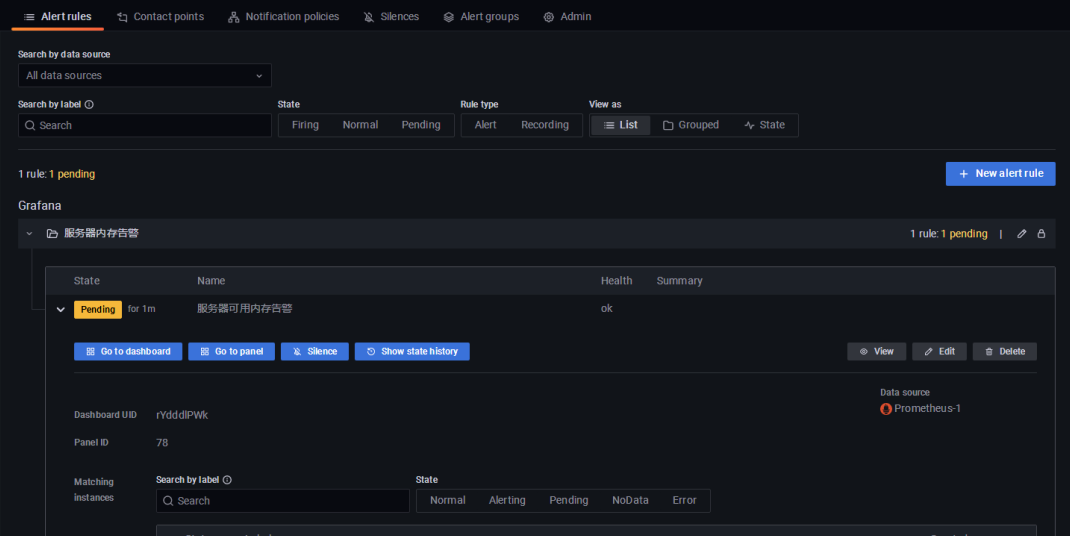 Alert rules Contact points Notification policies Silences Alert groups Admin
Search by data source
All data sources
Search by label State Rule type View as
Search Firing Normal Pending Alert Recording List Grouped State
1 rule: 1 pending + New alert rule
Grafana
服务器内存告警 1 rule: 1 pending |
State Name Health Summary
Pending for 1m 服务器可用内存告警 ok
Go to dashboard Go to panel Silence Show state history View Edit Delete
Data source
Dashboard UID rYdddlPWk Prometheus-1
Panel ID 78
Matching instances Search by label State
Search Normal Alerting Pending NoData Error